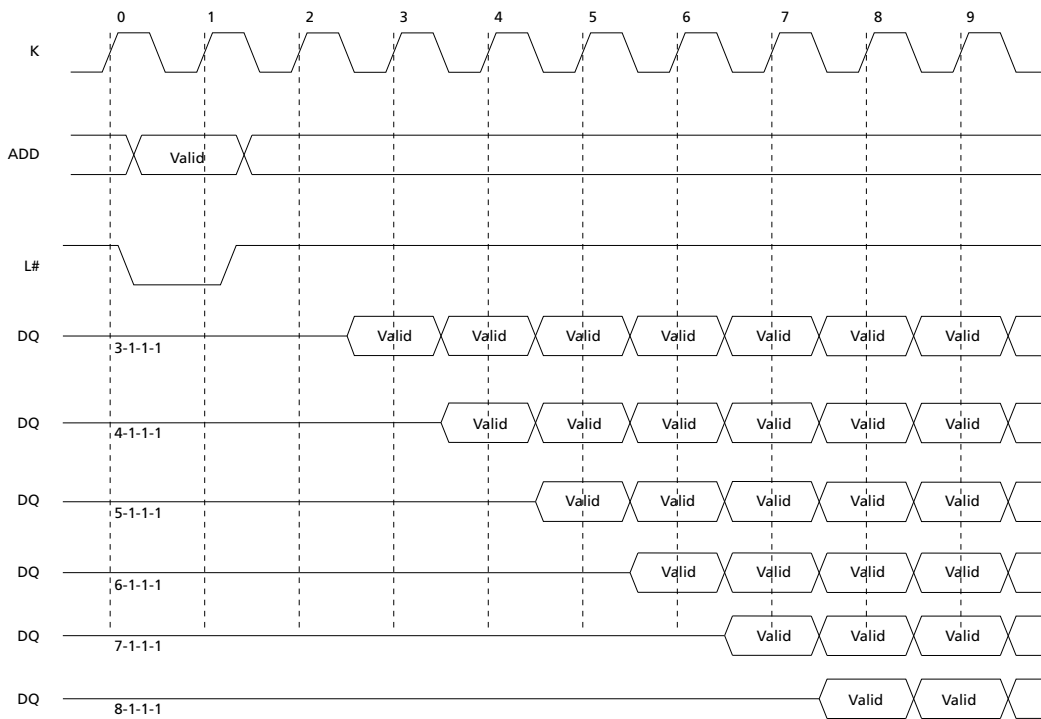 0 1 2 3 4 5 6 7 8 9
K
ADD Valid
L#
DQ Valid Valid Valid Valid Valid Valid Valid
3-1-1-1
DQ Valid Valid Valid Valid Valid Valid
4-1-1-1
DQ Valid Valid Valid Valid Valid
5-1-1-1
DQ Valid Valid Valid Valid
6-1-1-1
DQ Valid Valid Valid
7-1-1-1
DQ Valid Valid
8-1-1-1